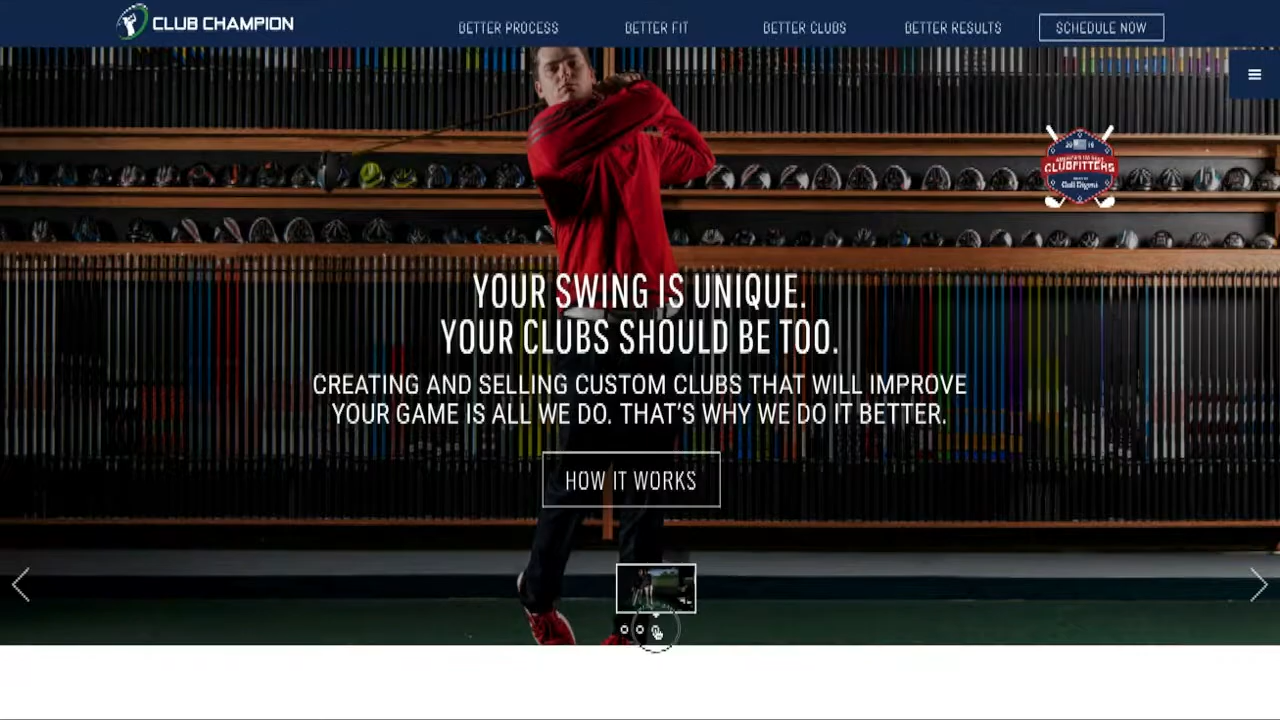 CLUB CHAMPION
BETTER PROCESS
BETTER FIT
BETTER CLUBS
BETTER RESULTS
SCHEDULE NOW
CLUBFITTERS
YOUR SWING IS UNIQUE.
YOUR CLUBS SHOULD BE TOO.
CREATING AND SELLING CUSTOM CLUBS THAT WILL IMPROVE
YOUR GAME IS ALL WE DO. THAT'S WHY WE DO IT BETTER.
HOW IT WORKS